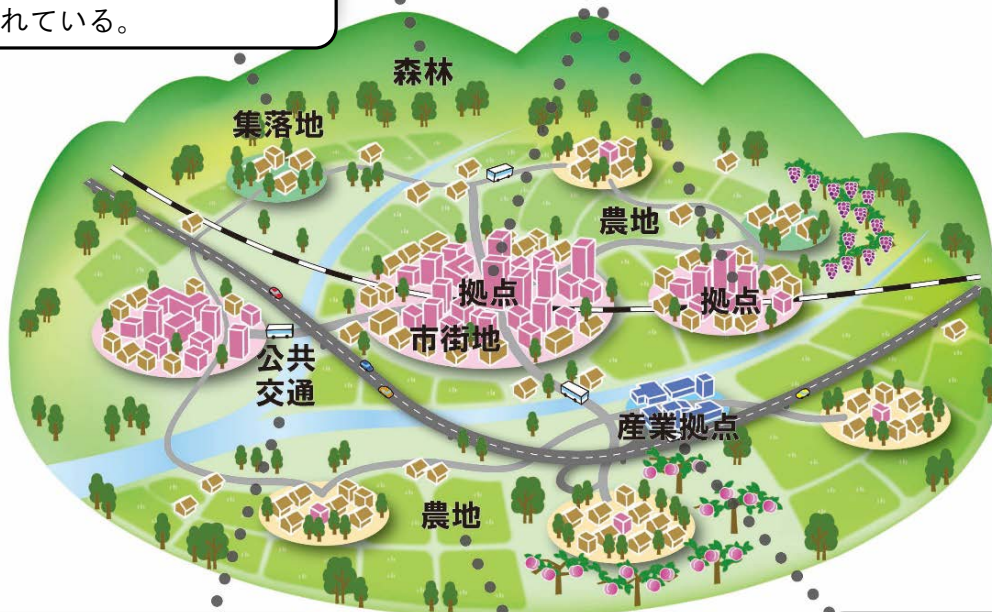 れている。
森林
集落地
農地
拠点
拠点
市街地
公共
交通
産業拠点
農地